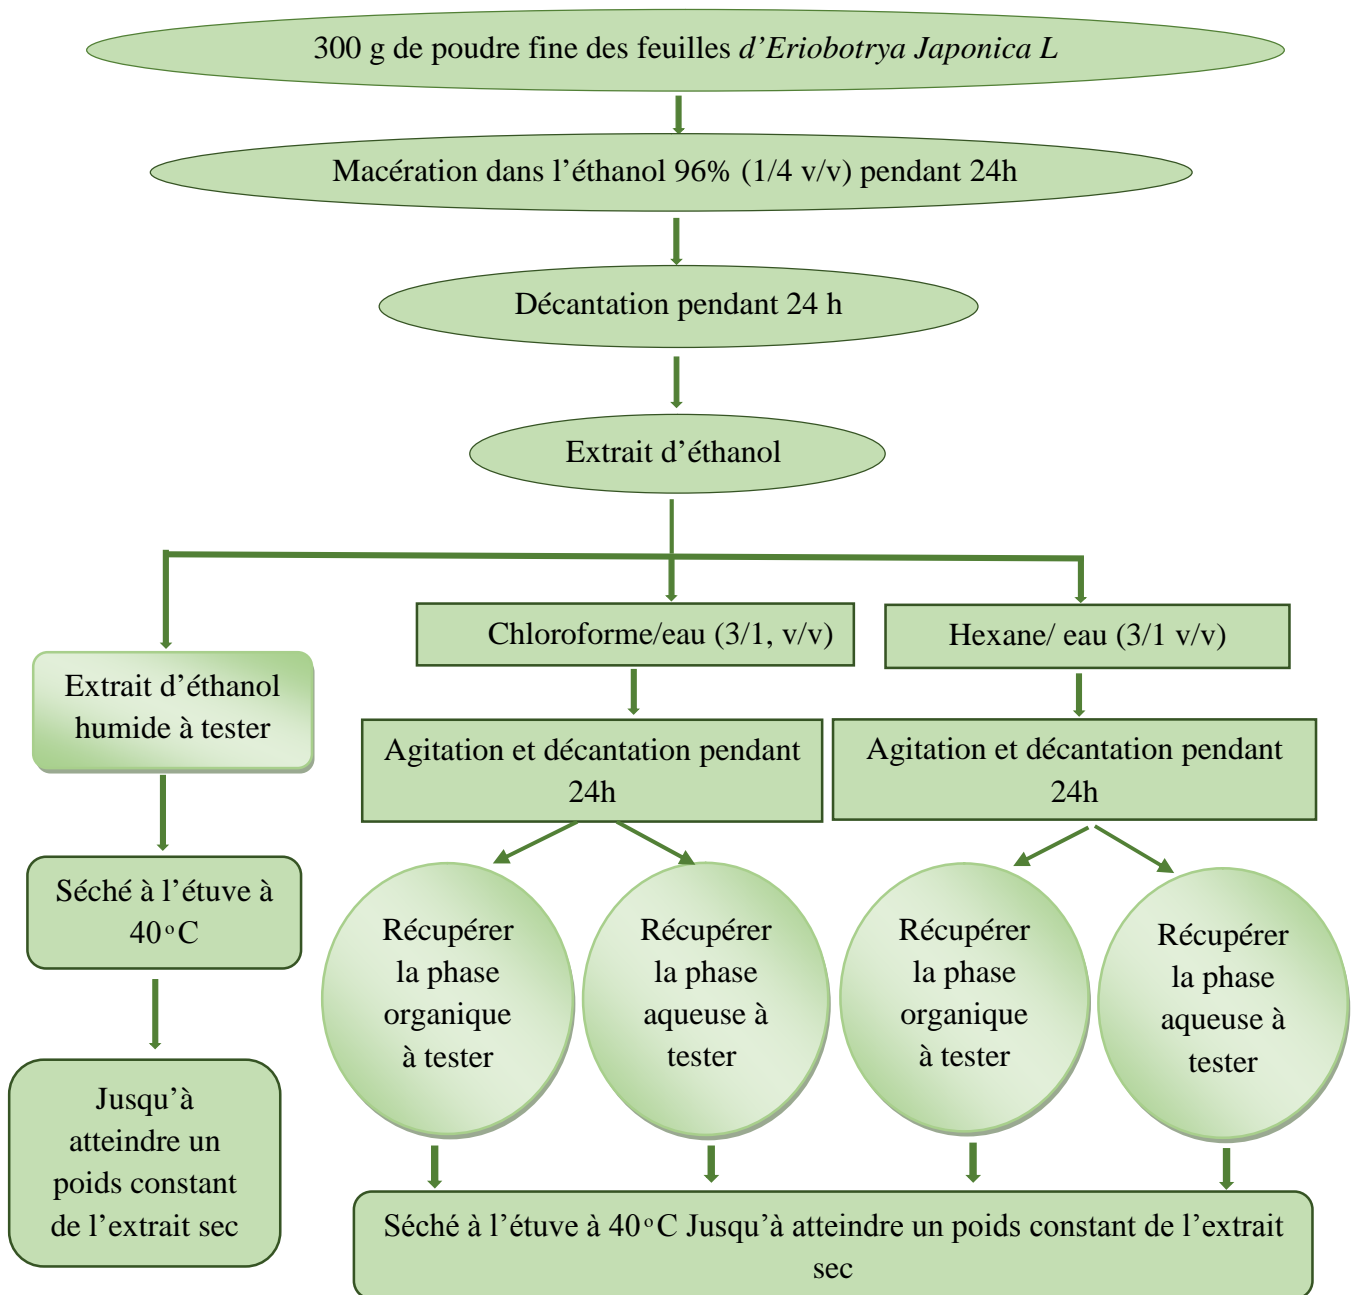 300 g de poudre fine des feuilles d’Eriobotrya Japonica L
Macération dans l’éthanol 96% (1/4 v/v) pendant 24h
Décantation pendant 24 h
Extrait d’éthanol
Extrait d’éthanol
humide à tester
Séché à l’étuve à
40°C
Jusqu’à
atteindre un
poids constant
de l’extrait sec
Chloroforme/eau (3/1, v/v)
Agitation et décantation pendant
24h
Récupérer
la phase
organique
à tester
Récupérer
la phase
aqueuse à
tester
Hexane/ eau (3/1 v/v)
Agitation et décantation pendant
24h
Récupérer
la phase
organique
à tester
Récupérer
la phase
aqueuse à
tester
Séché à l’étuve à 40°C Jusqu’à atteindre un poids constant de l’extrait
sec